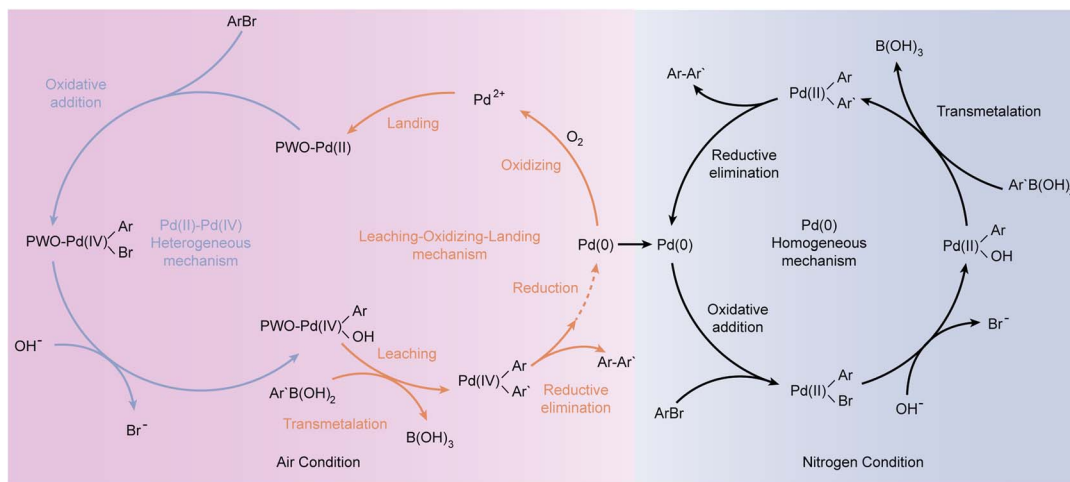 ArBr
Oxidative
addition
PWO-Pd(II)
PWO-Pd(IV)
Ar
Br
Pd(II)-Pd(IV)
Heterogeneous
mechanism
OH⁻
Br⁻
PWO-Pd(IV)
Ar
OH
Ar`B(OH)₂
Leaching
Transmetalation
B(OH)₃
Pd(IV)
Ar
Ar`
Ar-Ar`
Reductive
elimination
Reduction
Pd(0)
Leaching-Oxidizing-Landing
mechanism
Oxidizing
O₂
Pd²⁺
Landing
Air Condition
Pd(0)
Oxidative
addition
ArBr
Pd(II)
Ar
Br
OH⁻
Br⁻
Pd(II)
Ar
OH
Ar`B(OH)
Transmetalation
B(OH)₃
Pd(II)
Ar
Ar`
Ar-Ar`
Reductive
elimination
Pd(0)
Homogeneous
mechanism
Nitrogen Condition